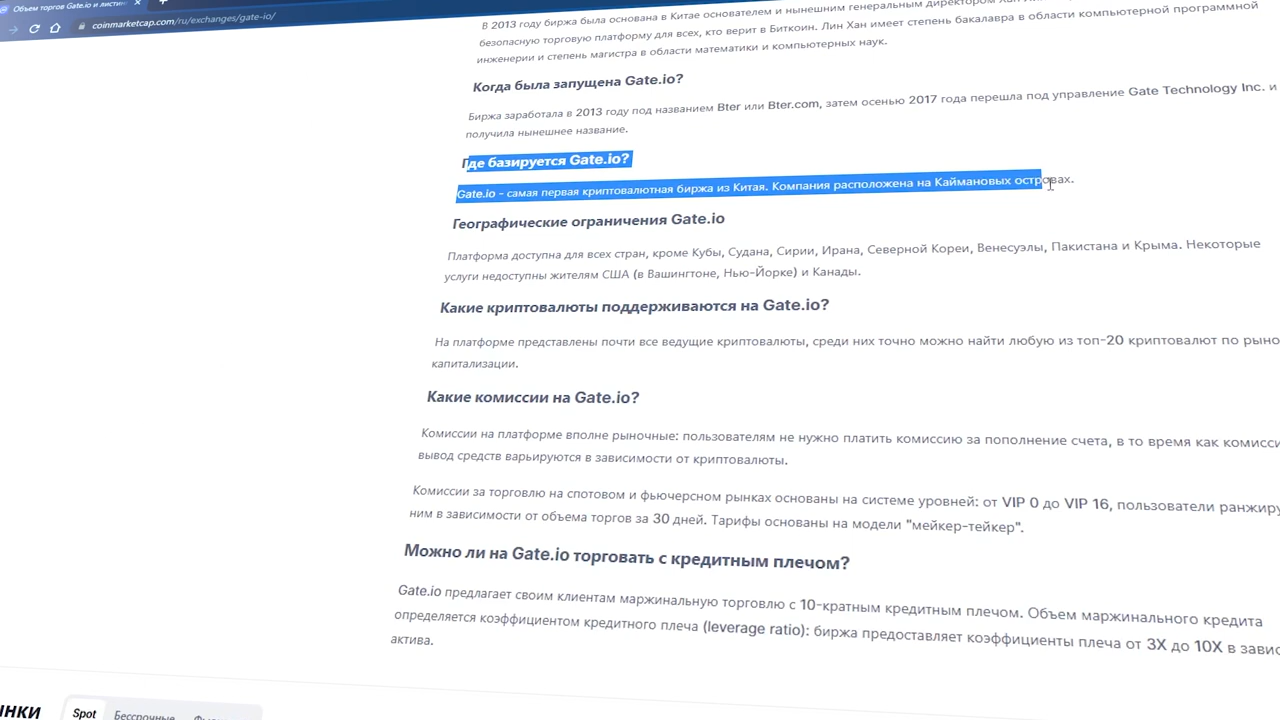 Объем торгов Gate.io и листин
coinmarketcap.com/ru/exchanges/gate-io/
В 2013 году биржа была основана в Китае основателем и нынешним генеральным директором Хан
безопасную торговую платформу для всех, кто верит в Биткоин. Лин Хан имеет степень бакалавра в области компьютерной программной
инженерии и степень магистра в области математики и компьютерных наук.
Когда была запущена Gate.io?
Биржа заработала в 2013 году под названием Bter или Bter.com, затем осенью 2017 года перешла под управление Gate Technology Inc. и
получила нынешнее название.
Где базируется Gate.io?
Gate.io - самая первая криптовалютная биржа из Китая. Компания расположена на Каймановых островах.
Географические ограничения Gate.io
Платформа доступна для всех стран, кроме Кубы, Судана, Сирии, Ирана, Северной Кореи, Венесуэлы, Пакистана и Крыма. Некоторые
услуги недоступны жителям США (в Вашингтоне, Нью-Йорке) и Канады.
Какие криптовалюты поддерживаются на Gate.io?
На платформе представлены почти все ведущие криптовалюты, среди них точно можно найти любую из топ-20 криптовалют по рыно
капитализации.
Какие комиссии на Gate.io?
Комиссии на платформе вполне рыночные: пользователям не нужно платить комиссию за пополнение счета, в то время как комисси
вывод средств варьируются в зависимости от криптовалюты.
Комиссии за торговлю на спотовом и фьючерсном рынках основаны на системе уровней: от VIP 0 до VIP 16, пользователи ранжиру
ним в зависимости от объема торгов за 30 дней. Тарифы основаны на модели "мейкер-тейкер".
Можно ли на Gate.io торговать с кредитным плечом?
Gate.io предлагает своим клиентам маржинальную торговлю с 10-кратным кредитным плечом. Объем маржинального кредита
определяется коэффициентом кредитного плеча (leverage ratio): биржа предоставляет коэффициенты плеча от 3X до 10X в завис
актива.
ынки Spot Бессрочные